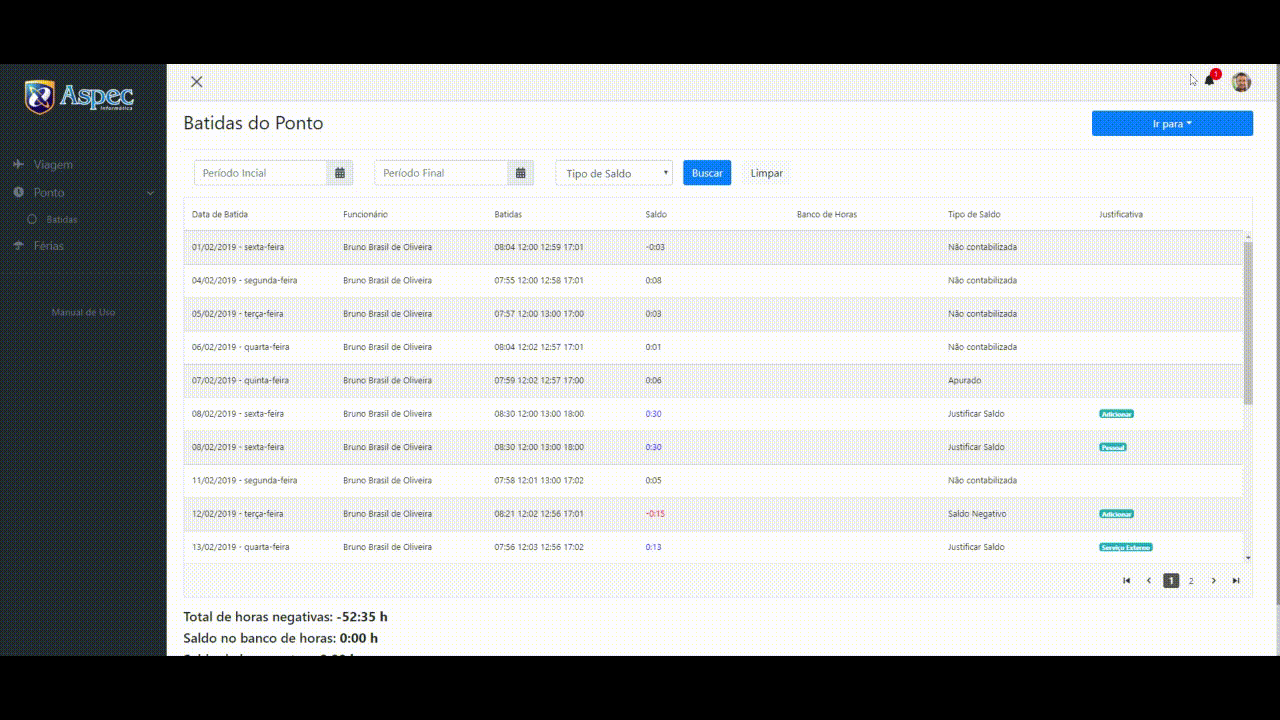 Aspec
Informática
1
Viagem
Ponto
Batidas
Férias
Manual de Uso
Batidas do Ponto
Ir para
Período Incial
Período Final
Tipo de Saldo
Buscar
Limpar
Data de Batida Funcionário Batidas Saldo Banco de Horas Tipo de Saldo Justificativa
01/02/2019 - sexta-feira Bruno Brasil de Oliveira 08:04 12:00 12:59 17:01 -0:03 Não contabilizada
04/02/2019 - segunda-feira Bruno Brasil de Oliveira 07:55 12:00 12:58 17:01 0:08 Não contabilizada
05/02/2019 - terça-feira Bruno Brasil de Oliveira 07:57 12:00 13:00 17:00 0:03 Não contabilizada
06/02/2019 - quarta-feira Bruno Brasil de Oliveira 08:04 12:02 12:57 17:01 0:01 Não contabilizada
07/02/2019 - quinta-feira Bruno Brasil de Oliveira 07:59 12:02 12:57 17:00 0:06 Apurado
08/02/2019 - sexta-feira Bruno Brasil de Oliveira 08:30 12:00 13:00 18:00 0:30 Justificar Saldo Adicionar
08/02/2019 - sexta-feira Bruno Brasil de Oliveira 08:30 12:00 13:00 18:00 0:30 Justificar Saldo Pessoal
11/02/2019 - segunda-feira Bruno Brasil de Oliveira 07:58 12:01 13:00 17:02 0:05 Não contabilizada
12/02/2019 - terça-feira Bruno Brasil de Oliveira 08:21 12:02 12:56 17:01 -0:15 Saldo Negativo Adicionar
13/02/2019 - quarta-feira Bruno Brasil de Oliveira 07:56 12:03 12:56 17:02 0:13 Justificar Saldo Serviço Externo
1 2
Total de horas negativas: -52:35 h
Saldo no banco de horas: 0:00 h